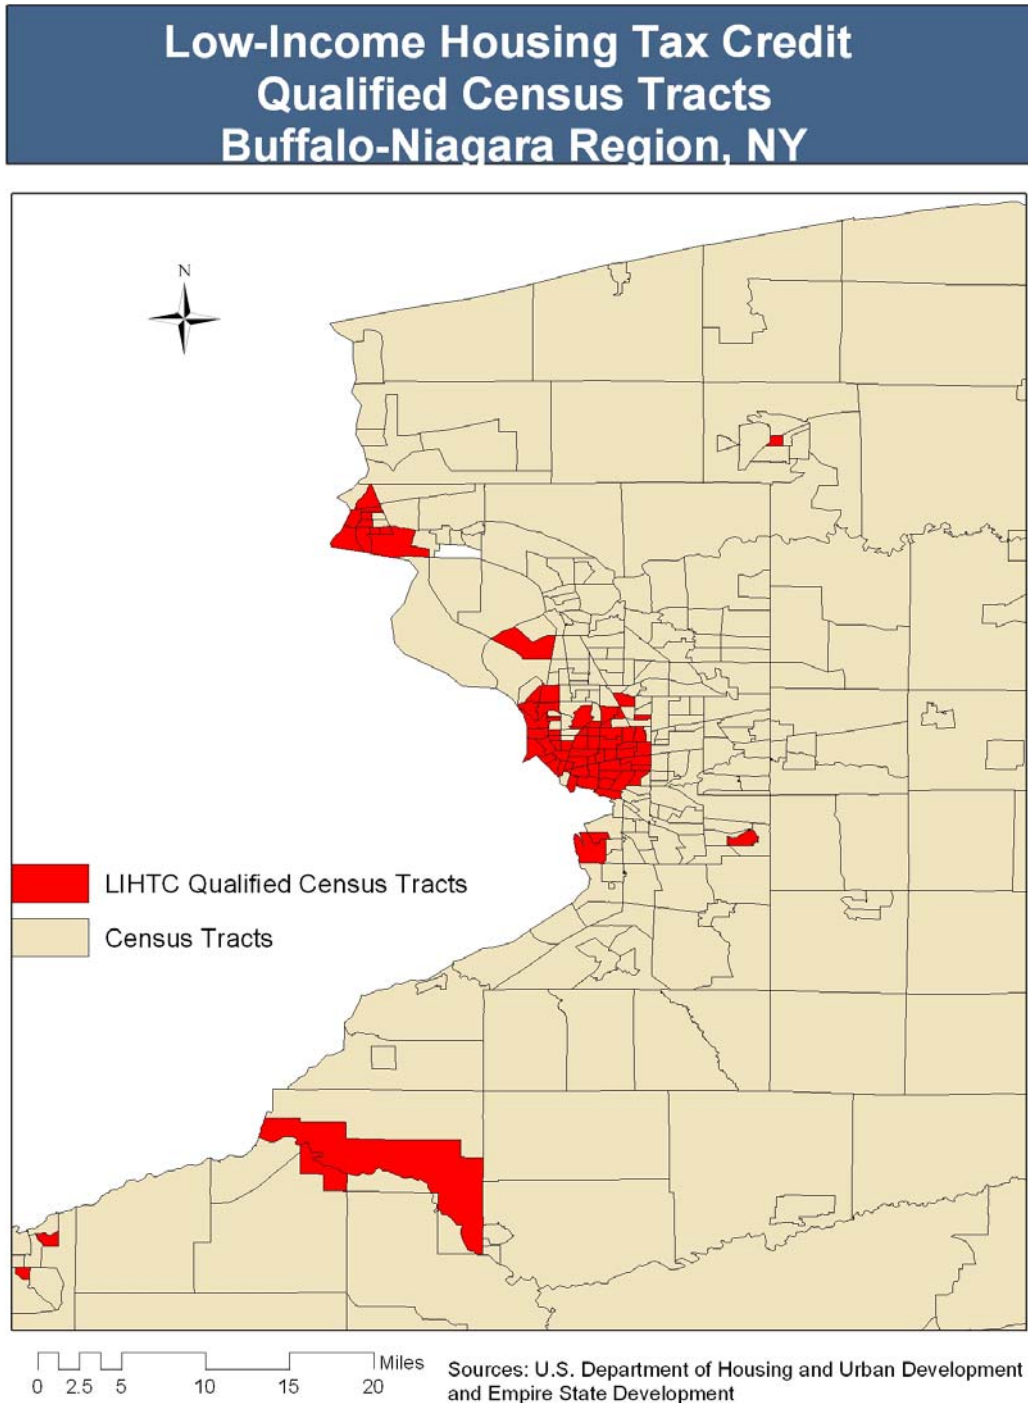 Low-Income Housing Tax Credit
Qualified Census Tracts
Buffalo-Niagara Region, NY
N
LIHTC Qualified Census Tracts
Census Tracts
Miles
0 2.5 5 10 15 20
Sources: U.S. Department of Housing and Urban Development
and Empire State Development